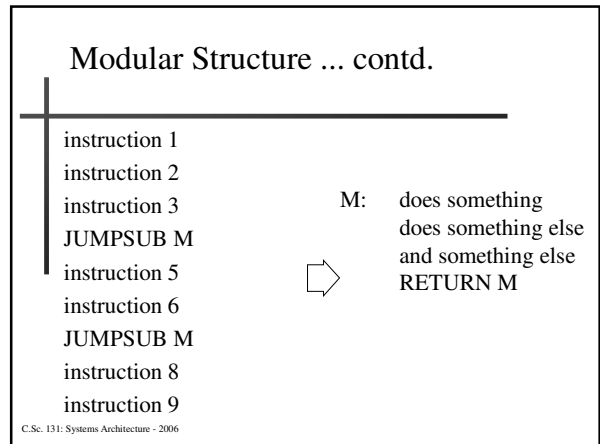 Modular Structure ... contd.
instruction 1
instruction 2
instruction 3
JUMPSUB M
instruction 5
instruction 6
JUMPSUB M
instruction 8
instruction 9
M: does something
does something else
and something else
RETURN M
C.Sc. 131: Systems Architecture - 2006